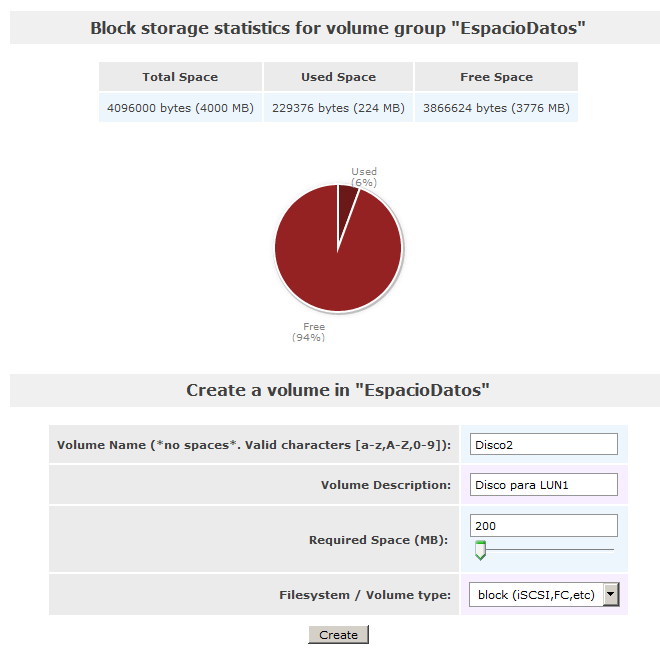 Block storage statistics for volume group "EspacioDatos"
Total Space Used Space Free Space
4096000 bytes (4000 MB) 229376 bytes (224 MB) 3866624 bytes (3776 MB)
Used
(6%)
Free
(94%)
Create a volume in "EspacioDatos"
Volume Name (*no spaces*. Valid characters [a-z,A-Z,0-9]): Disco2
Volume Description: Disco para LUN1
Required Space (MB): 200
Filesystem / Volume type: block (iSCSI,FC,etc)
Create